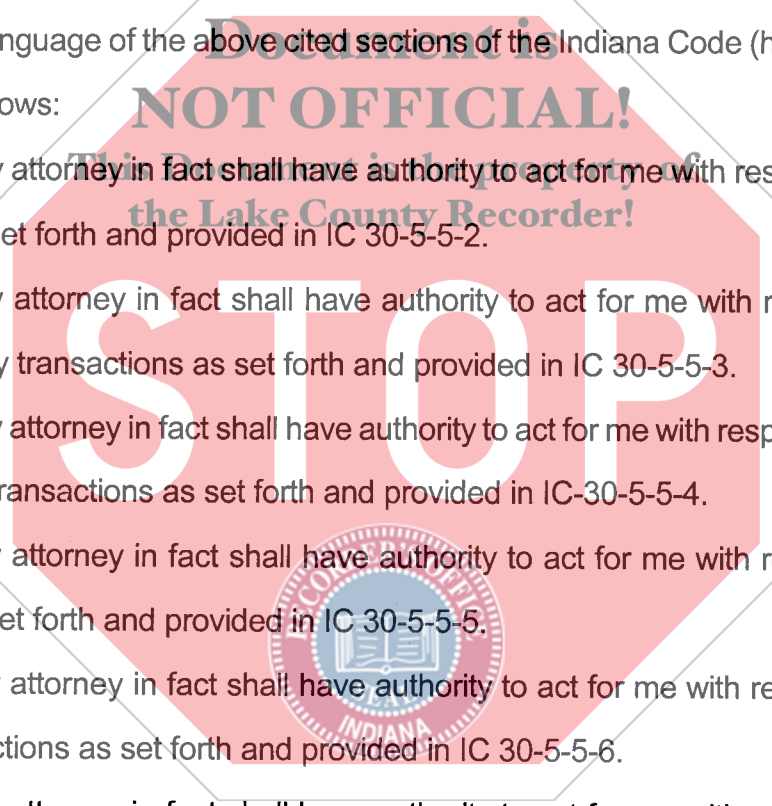 nguage of the above cited sections of the Indiana Code (h
Document is
ows:
NOT OFFICIAL!
y attorney in fact shall have authority to act for me with res
This Document is the property of
the Lake County Recorder!
et forth and provided in IC 30-5-5-2.
y attorney in fact shall have authority to act for me with r
y transactions as set forth and provided in IC 30-5-5-3.
STOP
y attorney in fact shall have authority to act for me with resp
ransactions as set forth and provided in IC-30-5-5-4.
y attorney in fact shall have authority to act for me with r
et forth and provided in IC 30-5-5-5.
RECORDER'S OFFICE
SEAL
INDIANA
y attorney in fact shall have authority to act for me with re
ctions as set forth and provided in IC 30-5-5-6.